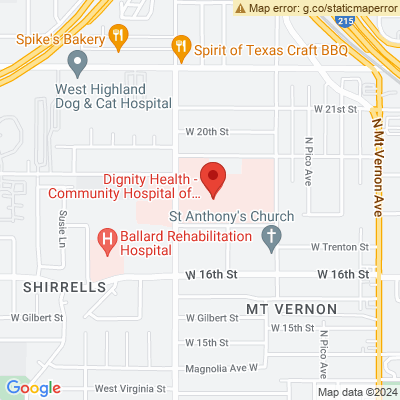 Map error: g.co/staticmaperror
Spike's Bakery
215
Spirit of Texas Craft BBQ
West Highland
Dog & Cat Hospital
W 21st St
N Mt Vernon Ave
W 20th St
N Pico Ave
Dignity Health -
Community Hospital of...
Susie Ln
St Anthony's Church
H
Ballard Rehabilitation
Hospital
W Trenton St
W 16th St
W 16th St
SHIRRELLS
MT VERNON
W Gilbert St
W Gilbert St
W 15th St
N Pico Ave
W 15th St
Magnolia Ave W
Google
West Virginia St
Map data ©2024